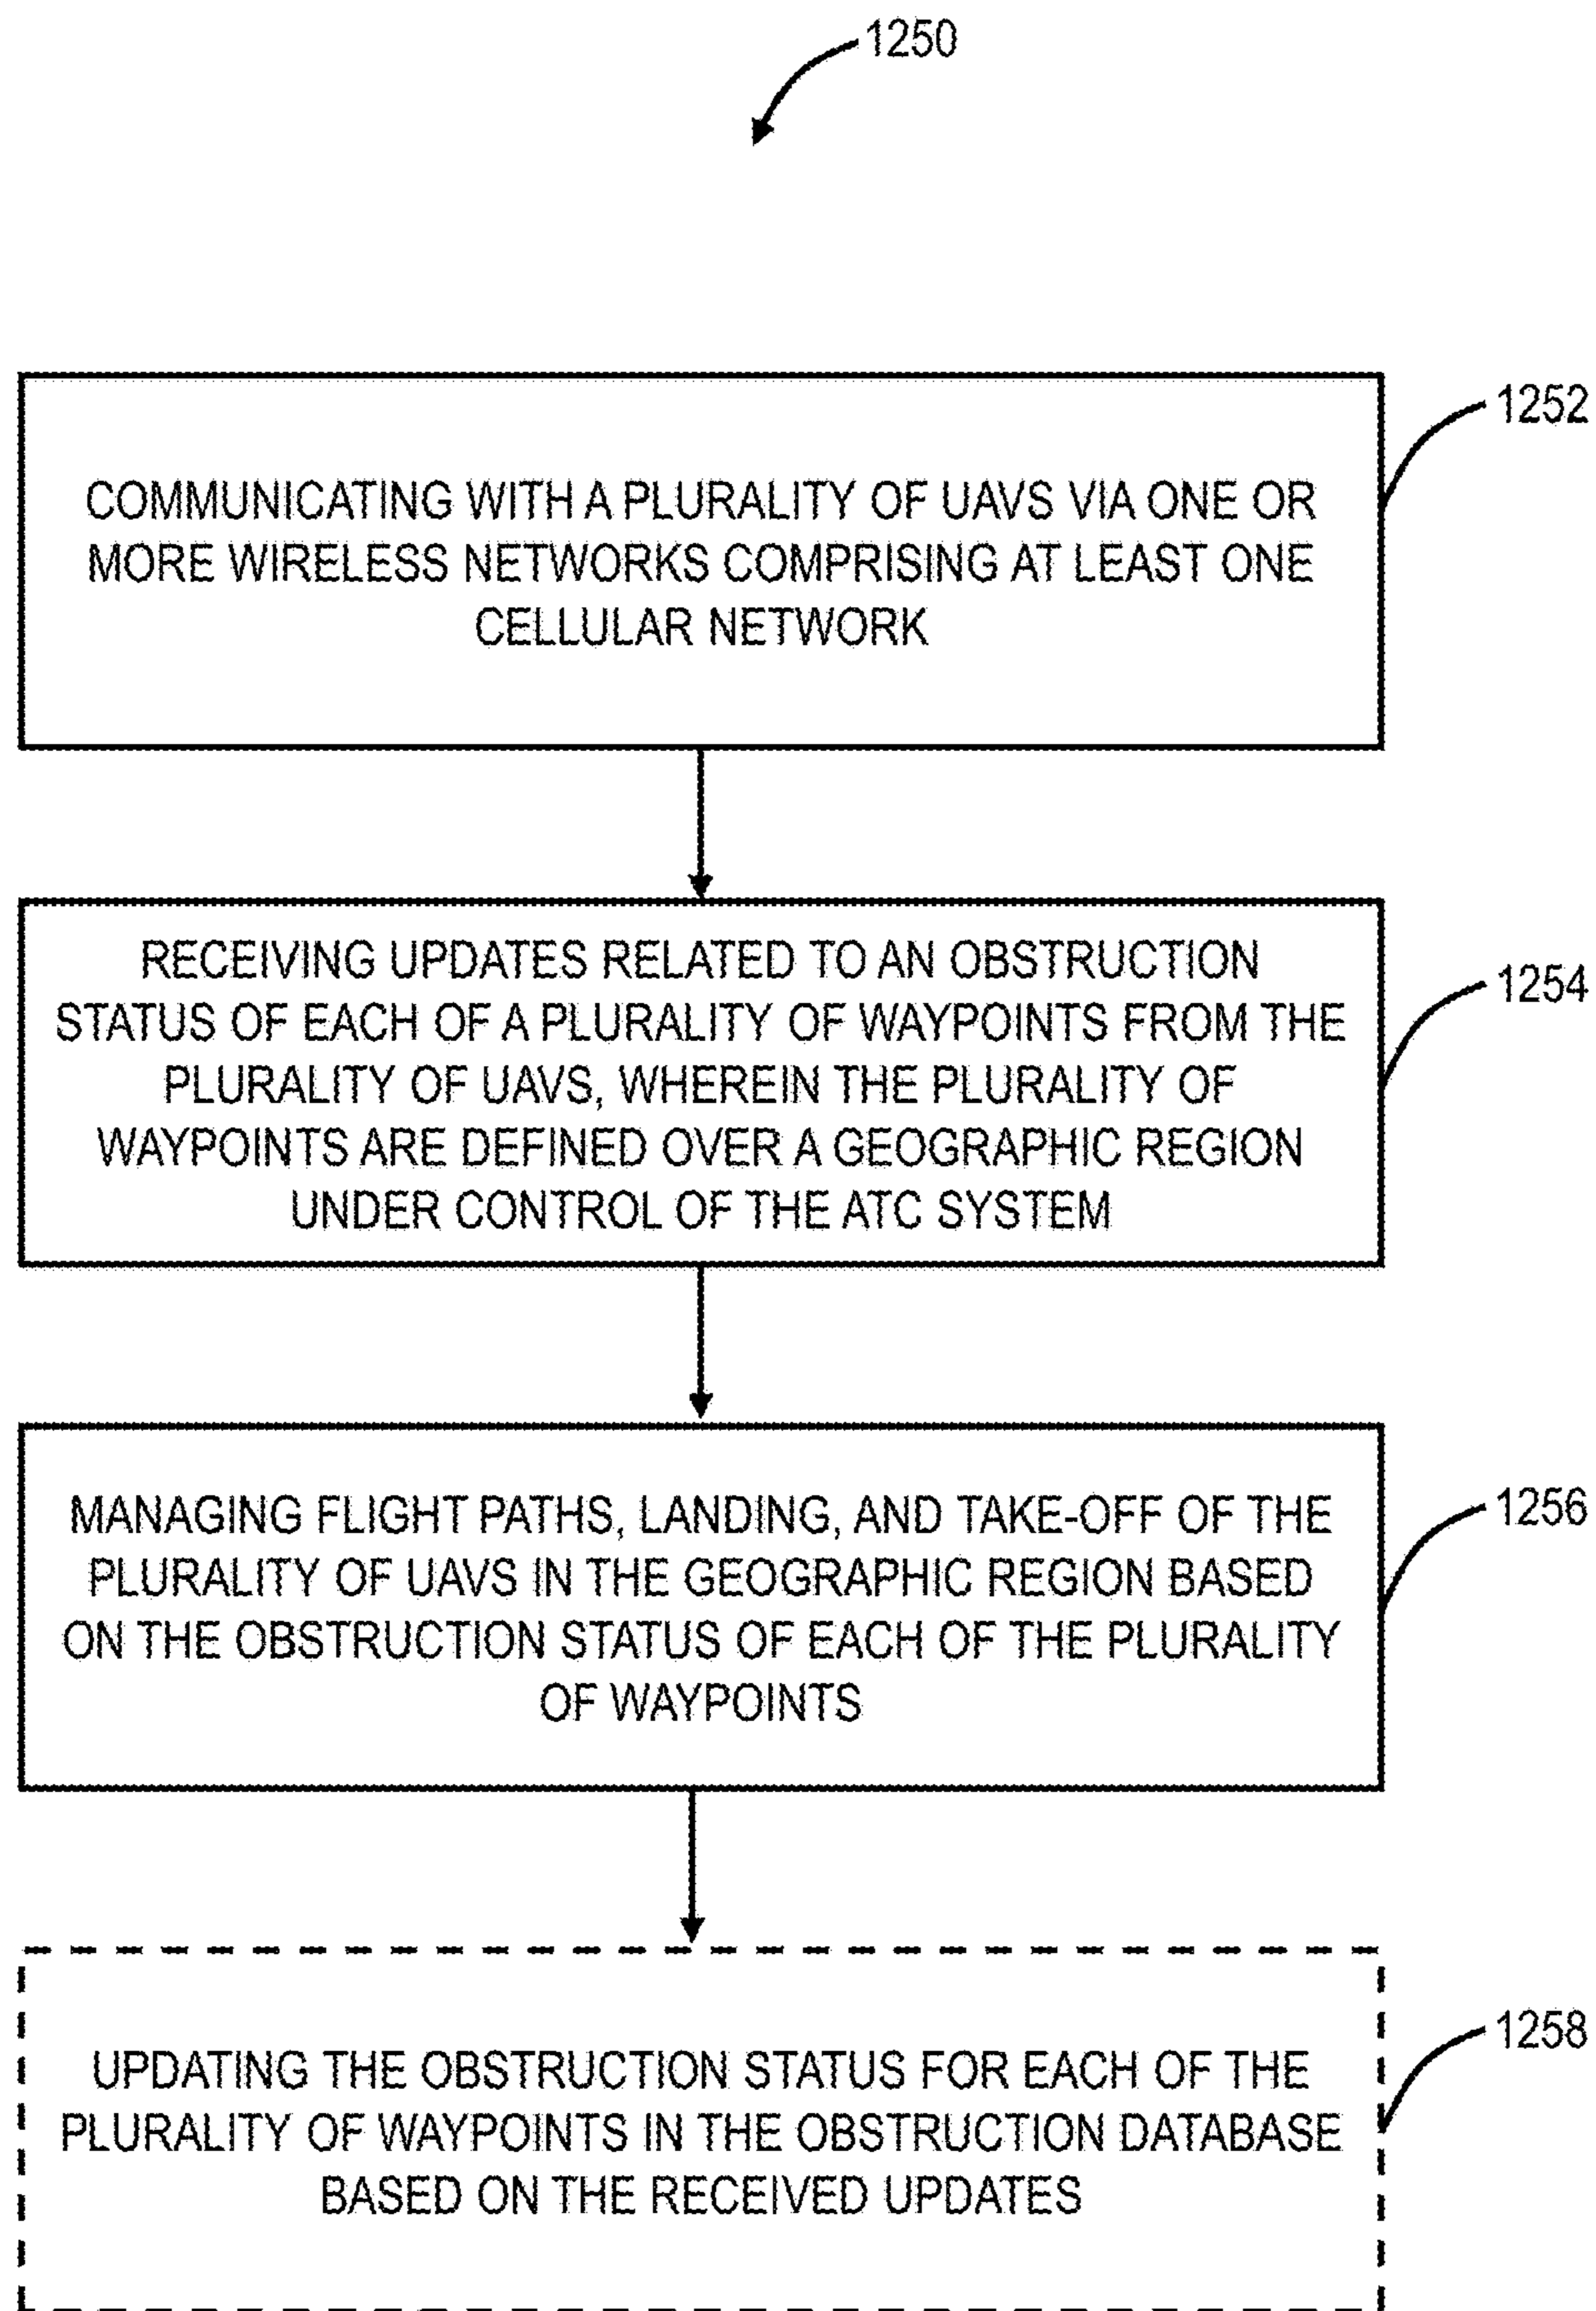 1250
1252
COMMUNICATING WITH A PLURALITY OF UAVS VIA ONE OR
MORE WIRELESS NETWORKS COMPRISING AT LEAST ONE
CELLULAR NETWORK
1254
RECEIVING UPDATES RELATED TO AN OBSTRUCTION
STATUS OF EACH OF A PLURALITY OF WAYPOINTS FROM THE
PLURALITY OF UAVS, WHEREIN THE PLURALITY OF
WAYPOINTS ARE DEFINED OVER A GEOGRAPHIC REGION
UNDER CONTROL OF THE ATC SYSTEM
1256
MANAGING FLIGHT PATHS, LANDING, AND TAKE-OFF OF THE
PLURALITY OF UAVS IN THE GEOGRAPHIC REGION BASED
ON THE OBSTRUCTION STATUS OF EACH OF THE PLURALITY
OF WAYPOINTS
1258
UPDATING THE OBSTRUCTION STATUS FOR EACH OF THE
PLURALITY OF WAYPOINTS IN THE OBSTRUCTION DATABASE
BASED ON THE RECEIVED UPDATES